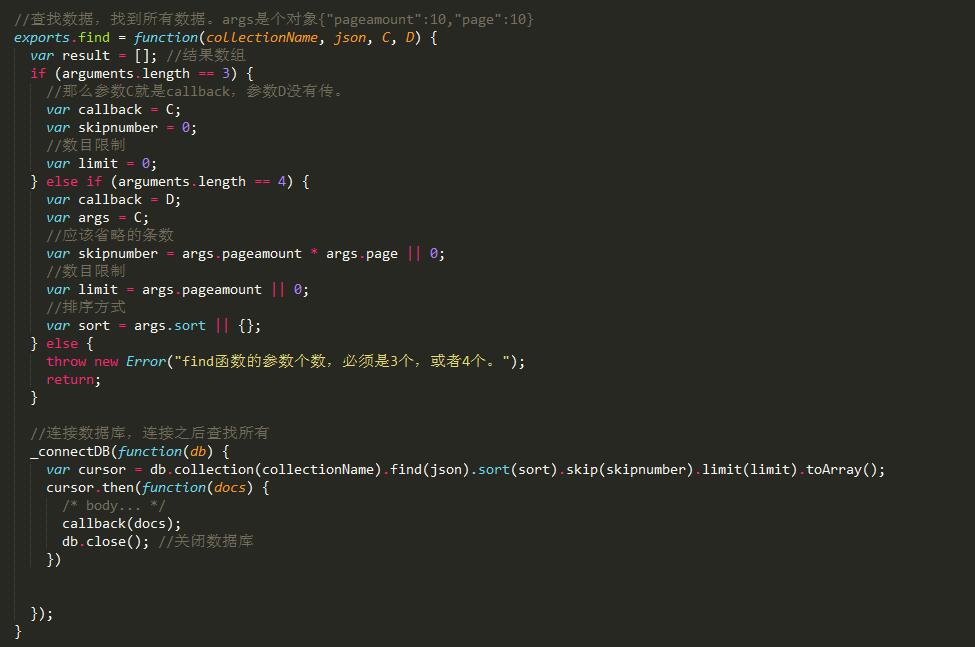 //查找数据，找到所有数据。args是个对象{"pageamount":10,"page":10}
exports.find = function(collectionName, json, C, D) {
  var result = []; //结果数组
  if (arguments.length == 3) {
    //那么参数C就是callback，参数D没有传。
    var callback = C;
    var skipnumber = 0;
    //数目限制
    var limit = 0;
  } else if (arguments.length == 4) {
    var callback = D;
    var args = C;
    //应该省略的条数
    var skipnumber = args.pageamount * args.page || 0;
    //数目限制
    var limit = args.pageamount || 0;
    //排序方式
    var sort = args.sort || {};
  } else {
    throw new Error("find函数的参数个数，必须是3个，或者4个。");
    return;
  }
  //连接数据库，连接之后查找所有
  _connectDB(function(db) {
    var cursor = db.collection(collectionName).find(json).sort(sort).skip(skipnumber).limit(limit).toArray();
    cursor.then(function(docs) {
      /* body... */
      callback(docs);
      db.close(); //关闭数据库
    })
  });
}